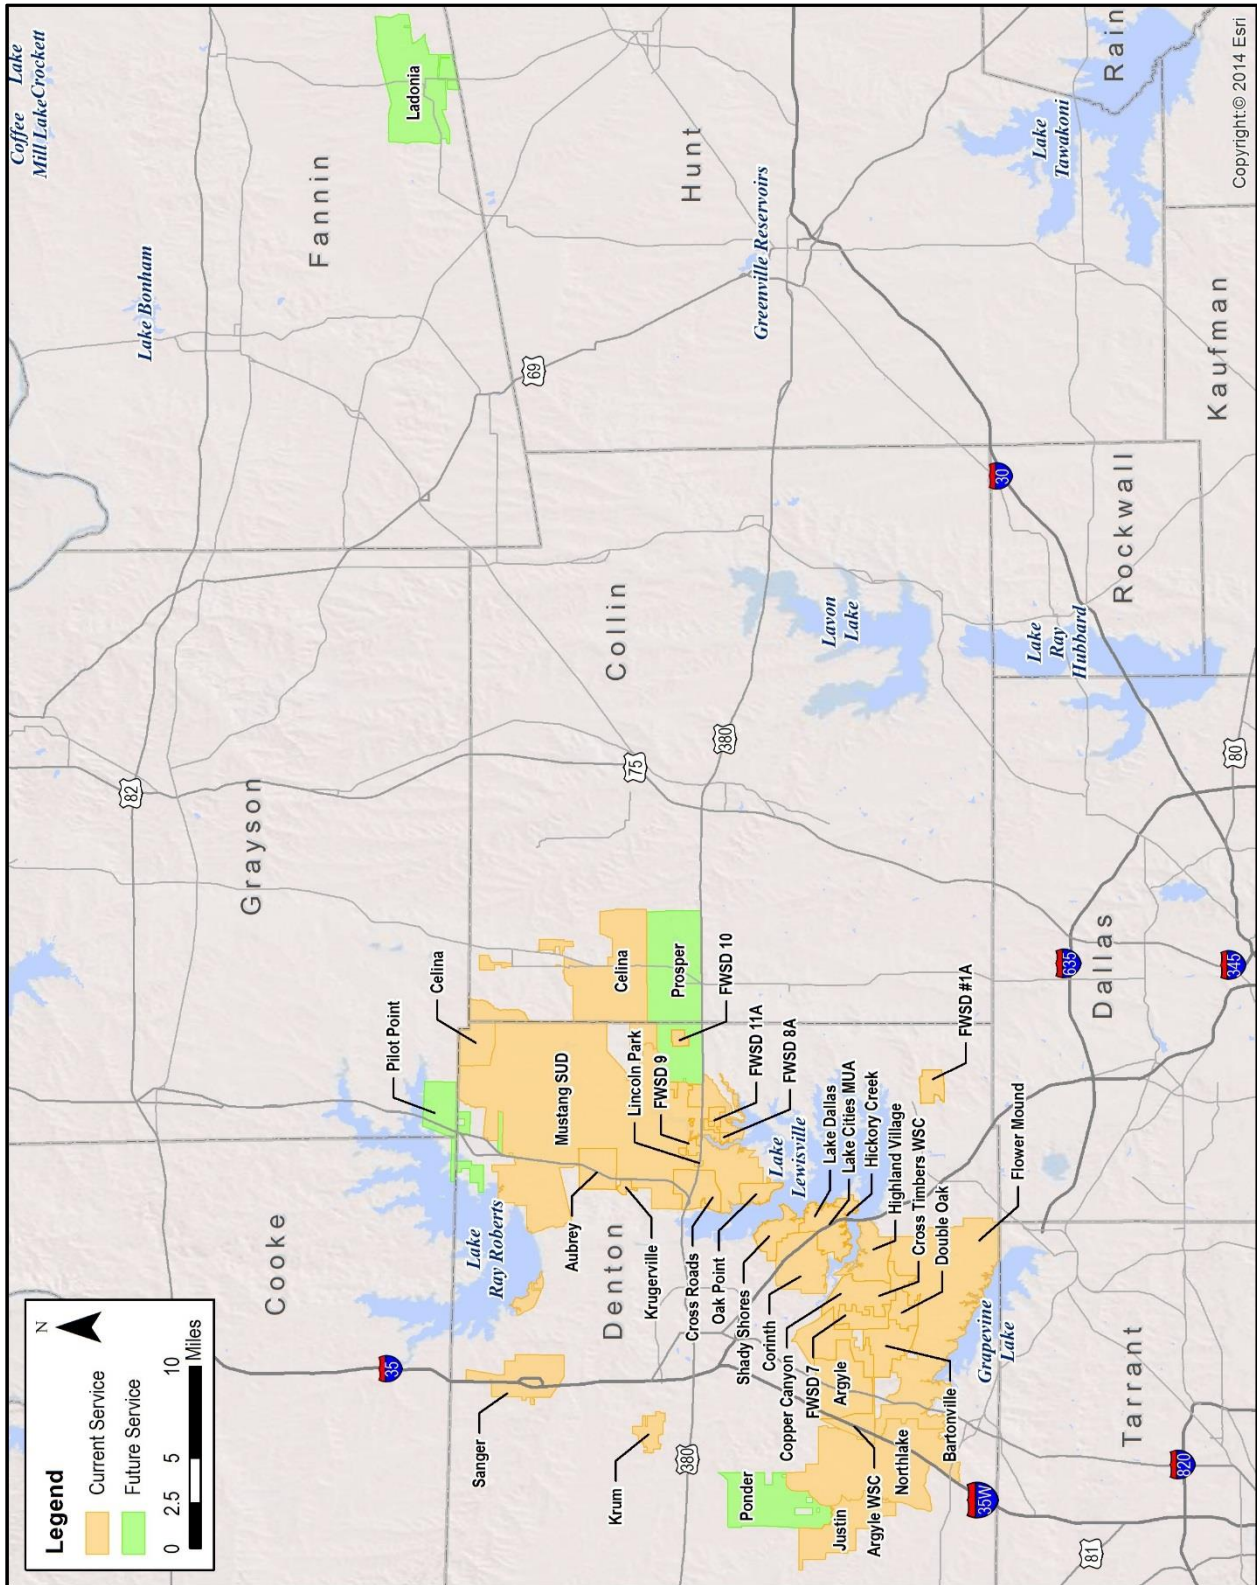 Legend
Current Service
Future Service
0 2.5 5 10
Miles
N
Coffee Lake
Mill Lake Crockett
Lake Bonham
Fannin
Ladonia
Grayson
82
Cooke
35
69
Hunt
Greenville Reservoirs
Pilot Point
Celina
Lake
Ray Roberts
Sanger
Mustang SUD
Aubrey
Celina
Collin
75
Krum
Denton
Krugerville
Lincoln Park
FWSD 9
Prosper
FWSD 10
380
380
Cross Roads
Oak Point
FWSD 11A
FWSD 8A
Ponder
Shady Shores
Corinth
Lake
Lewisville
Lake Dallas
Lake Cities MUA
Hickory Creek
Lavon
Lake
Copper Canyon
FWSD 7
Argyle
Highland Village
Cross Timbers WSC
Double Oak
Justin
Argyle WSC
Northlake
Bartonville
FWSD #1A
Flower Mound
35W
30
Grapevine
Lake
Lake
Ray
Hubbard
Lake
Tawakoni
635
Rockwall
Rain
Tarrant
Dallas
81
820
345
80
Kaufman
Copyright:© 2014 Esri